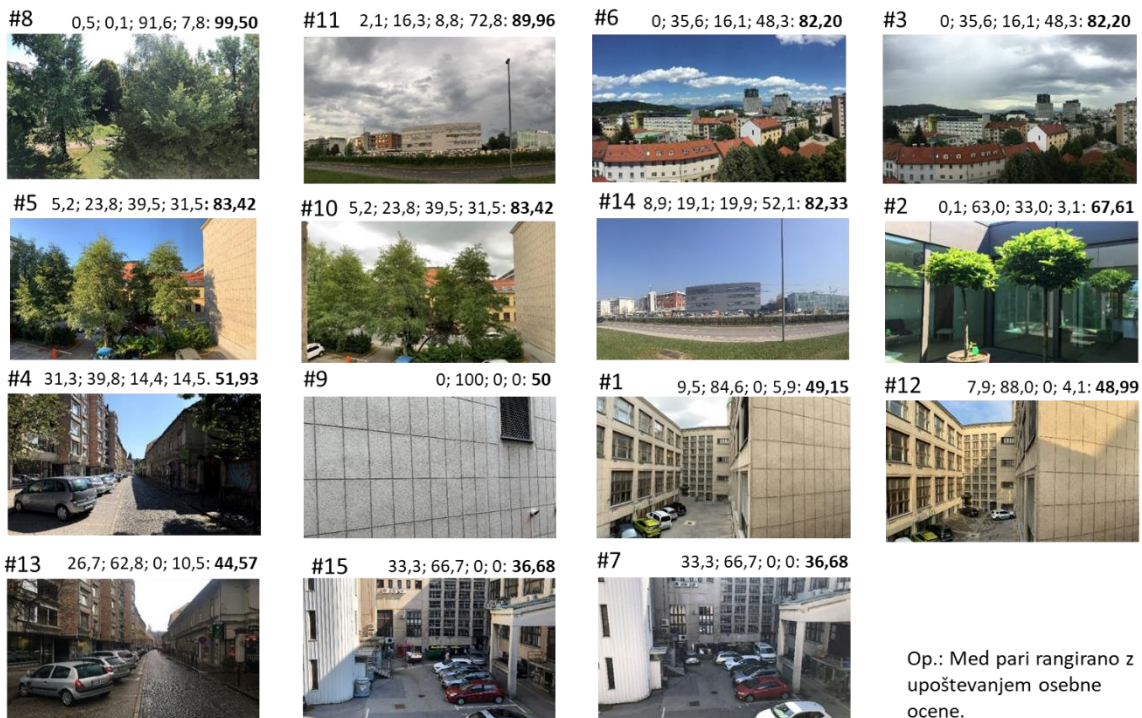 #8 0,5; 0,1; 91,6; 7,8: 99,50
#11 2,1; 16,3; 8,8; 72,8: 89,96
#6 0; 35,6; 16,1; 48,3: 82,20
#3 0; 35,6; 16,1; 48,3: 82,20
#5 5,2; 23,8; 39,5; 31,5: 83,42
#10 5,2; 23,8; 39,5; 31,5: 83,42
#14 8,9; 19,1; 19,9; 52,1: 82,33
#2 0,1; 63,0; 33,0; 3,1: 67,61
#4 31,3; 39,8; 14,4; 14,5. 51,93
#9 0; 100; 0; 0: 50
#1 9,5; 84,6; 0; 5,9: 49,15
#12 7,9; 88,0; 0; 4,1: 48,99
#13 26,7; 62,8; 0; 10,5: 44,57
#15 33,3; 66,7; 0; 0: 36,68
#7 33,3; 66,7; 0; 0: 36,68
Op.: Med pari rangirano z
upoštevanjem osebne
ocene.